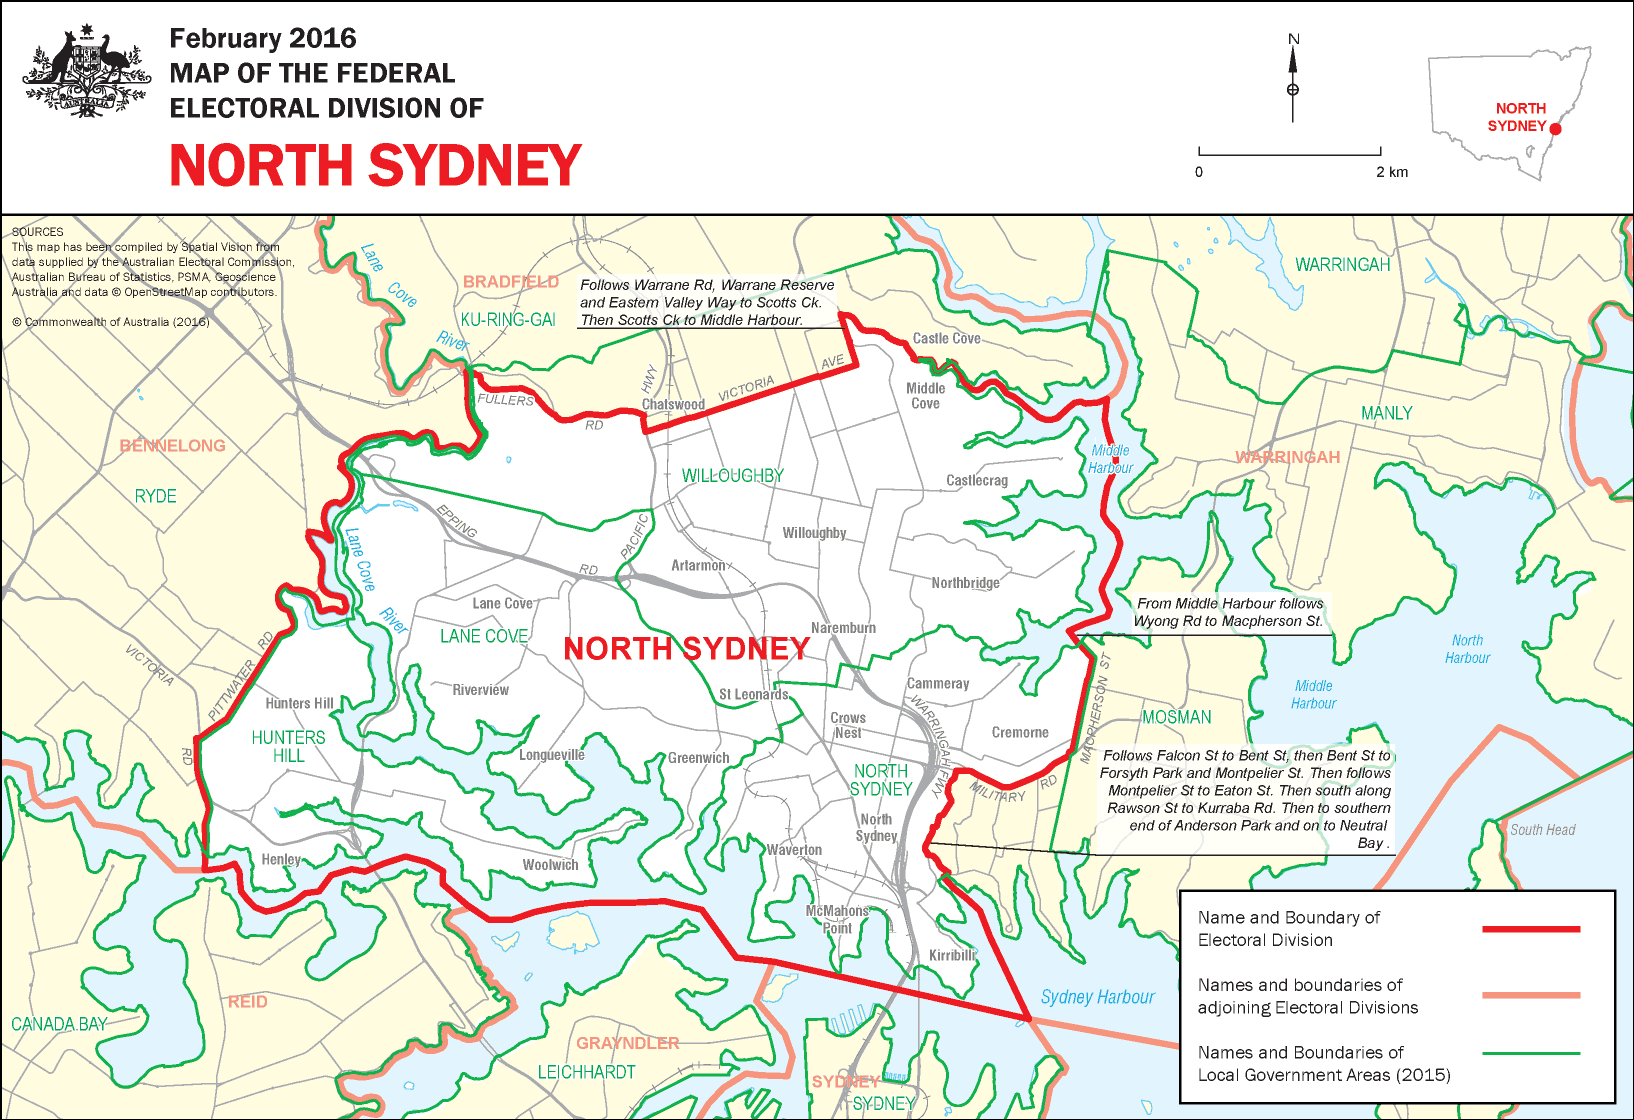 February 2016
MAP OF THE FEDERAL
ELECTORAL DIVISION OF
NORTH SYDNEY
AUSTRALIA
N
0
2 km
NORTH
SYDNEY
SOURCES
This map has been compiled by Spatial Vision from
data supplied by the Australian Electoral Commission,
Australian Bureau of Statistics, PSMA, Geoscience
Australia and data © OpenStreetMap contributors.
© Commonwealth of Australia (2016)
Lane
Cove
River
BRADFIELD
KU-RING-GAI
Follows Warrane Rd, Warrane Reserve
and Eastern Valley Way to Scotts Ck.
Then Scotts Ck to Middle Harbour.
WARRINGAH
Castle Cove
Middle
Cove
HWY
VICTORIA
AVE
Chatswood
FULLERS
RD
MANLY
WARRINGAH
BENNELONG
RYDE
WILLOUGHBY
Middle
Harbour
Castlecrag
EPPING
RD
PACIFIC
Willoughby
Artarmon
Northbridge
Lane Cove
River
Lane Cove
LANE COVE
NORTH SYDNEY
Naremburn
From Middle Harbour follows
Wyong Rd to Macpherson St.
North
Harbour
Middle
Harbour
VICTORIA
RD
PITTWATER
RD
Hunters Hill
HUNTERS
HILL
Riverview
St Leonards
Cammeray
Crows
Nest
WARRINGAH FWY
Cremorne
MACPHERSON ST
MOSMAN
Longueville
Greenwich
NORTH
SYDNEY
MILITARY
RD
Follows Falcon St to Bent St, then Bent St to
Forsyth Park and Montpelier St. Then follows
Montpelier St to Eaton St. Then south along
Rawson St to Kurraba Rd. Then to southern
end of Anderson Park and on to Neutral
Bay .
South Head
North
Sydney
Henley
Woolwich
Waverton
McMahons
Point
Kirribilli
Sydney Harbour
REID
CANADA BAY
GRAYNDLER
LEICHHARDT
SYDNEY
SYDNEY
Name and Boundary of
Electoral Division
Names and boundaries of
adjoining Electoral Divisions
Names and Boundaries of
Local Government Areas (2015)